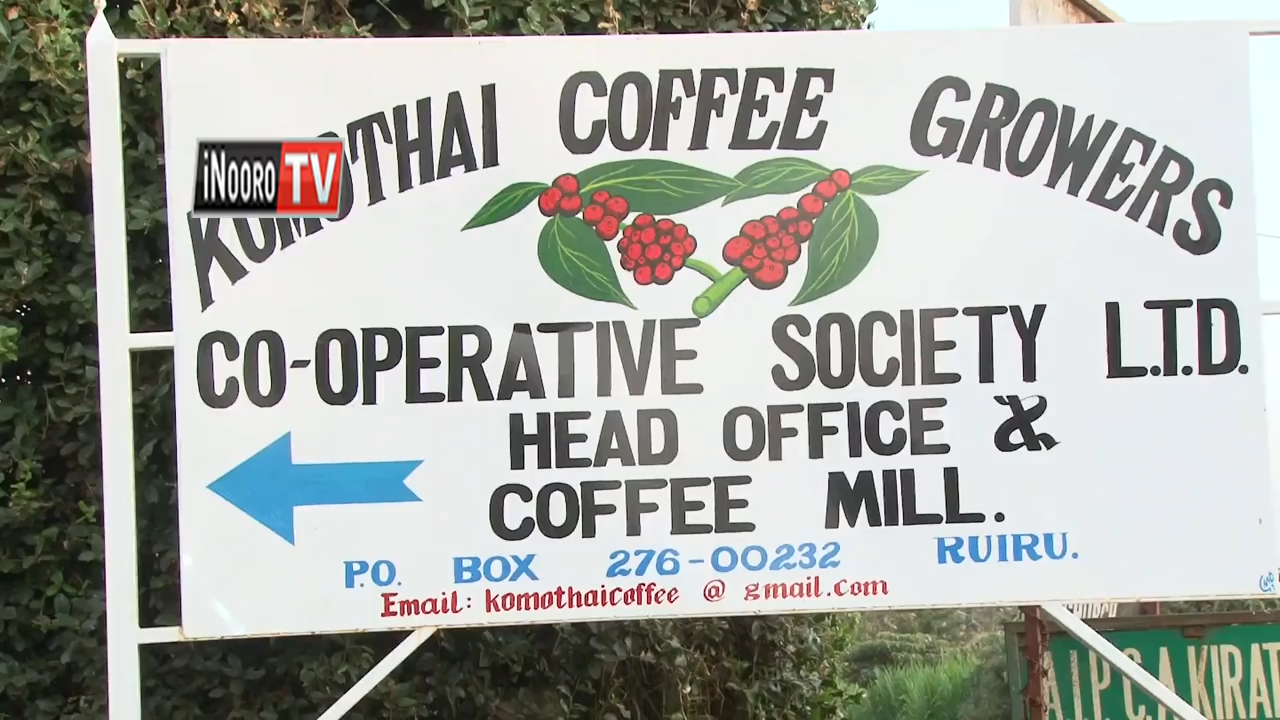 KOMOTHAI COFFEE GROWERS
iNOORO TV
CO-OPERATIVE SOCIETY L.T.D.
HEAD OFFICE &
COFFEE MILL.
P.O. BOX 276-00232 RUIRU.
Email: komothaicoffee @ gmail.com
A.I.P.C.A KIRAT